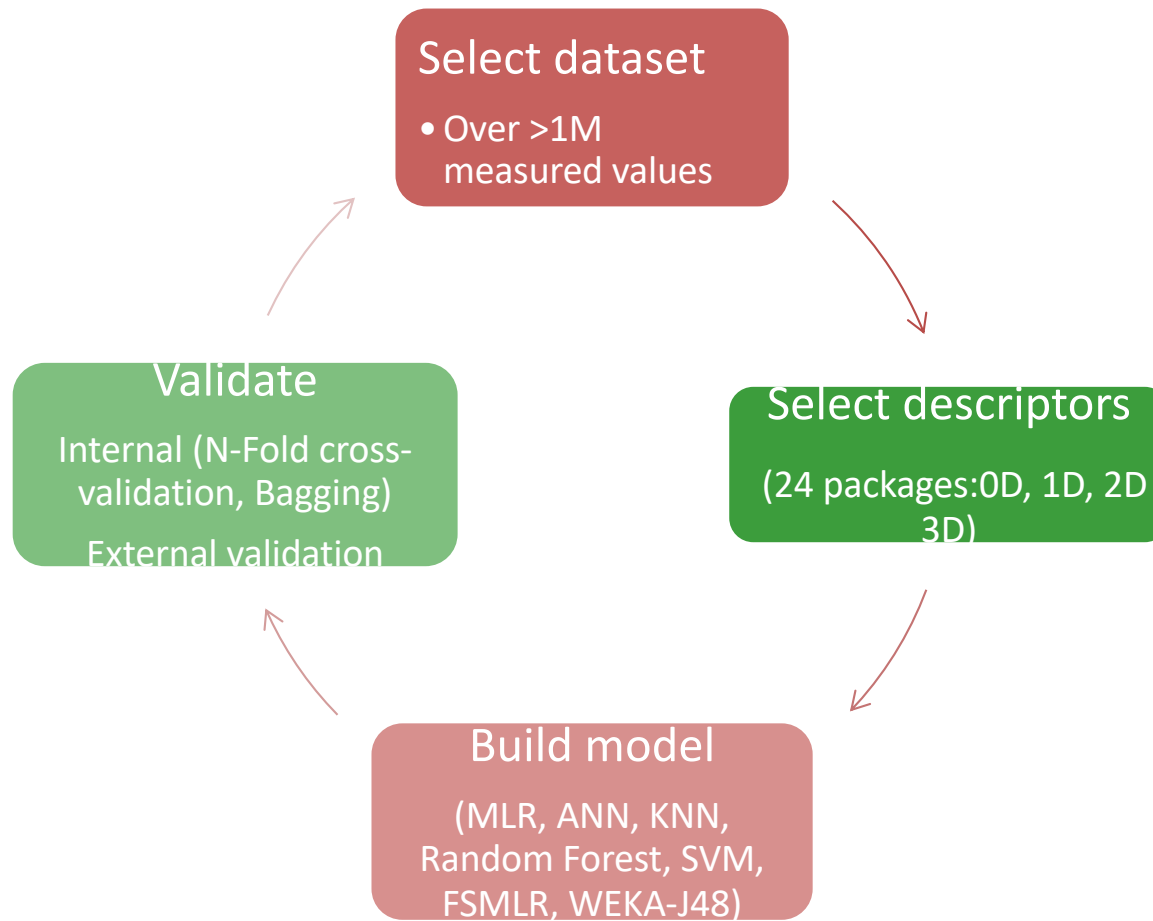 Select dataset
• Over >1M
measured values
Select descriptors
(24 packages:0D, 1D, 2D
3D)
Build model
(MLR, ANN, KNN,
Random Forest, SVM,
FSMLR, WEKA-J48)
Validate
Internal (N-Fold cross-
validation, Bagging)
External validation